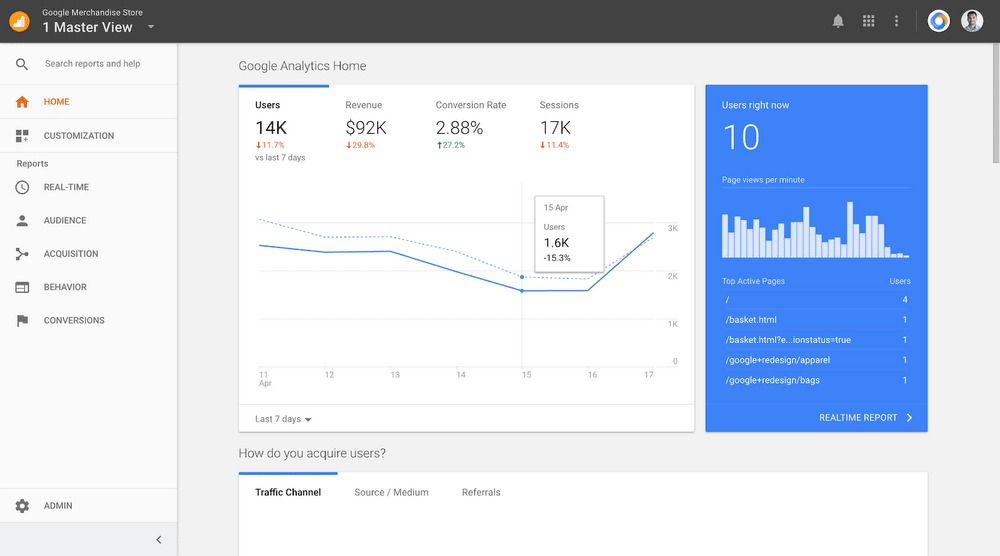 Google Merchandise Store
1 Master View
Search reports and help
HOME
CUSTOMIZATION
Reports
REAL-TIME
AUDIENCE
ACQUISITION
BEHAVIOR
CONVERSIONS
ADMIN
Google Analytics Home
Users
14K
↓11.7%
vs last 7 days
Revenue
$92K
↓29.8%
Conversion Rate
2.88%
↑27.2%
Sessions
17K
↓11.4%
15 Apr
Users
1.6K
-15.3%
3K
2K
1K
0
11 12 13 14 15 16 17
Apr
Last 7 days
Users right now
10
Page views per minute
Top Active Pages Users
/ 4
/basket.html 1
/basket.html?e...ionstatus=true 1
/google+redesign/apparel 1
/google+redesign/bags 1
REALTIME REPORT
How do you acquire users?
Traffic Channel Source / Medium Referrals